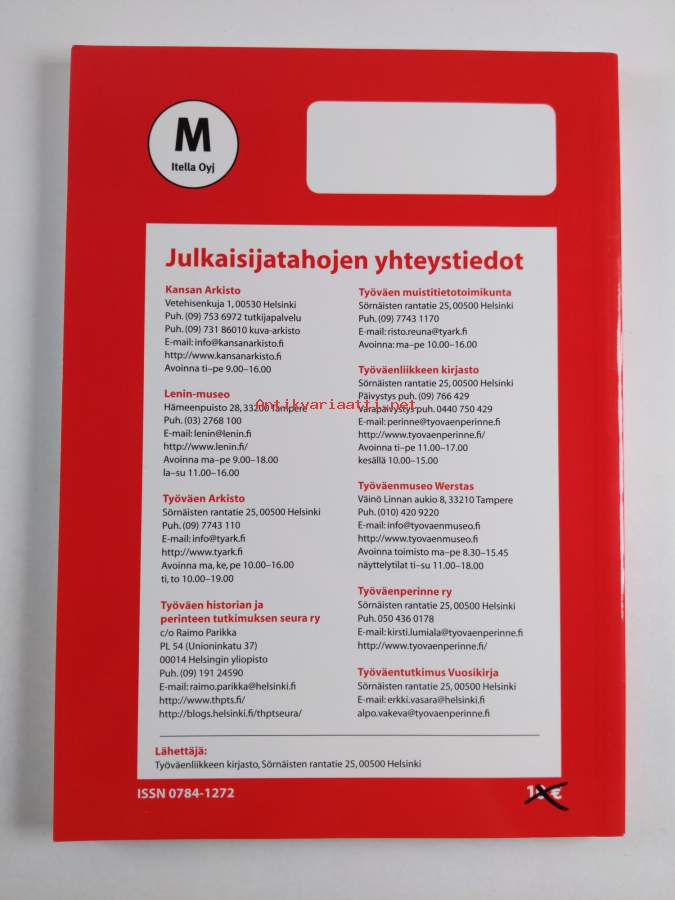 M
Itella Oyj
Julkaisijatahojen yhteystiedot
Kansan Arkisto
Vetehisenkuja 1, 00530 Helsinki
Puh. (09) 753 6972 tutkijapalvelu
Puh. (09) 731 86010 kuva-arkisto
E-mail: info@kansanarkisto.fi
http://www.kansanarkisto.fi
Avoinna ti–pe 9.00–16.00
Lenin-museo
Hämeenpuisto 28, 33200 Tampere
Puh. (03) 2768 100
E-mail: lenin@lenin.fi
http://www.lenin.fi/
Avoinna ma–pe 9.00–18.00
la–su 11.00–16.00
Työväen Arkisto
Sörnäisten rantatie 25, 00500 Helsinki
Puh. (09) 7743 110
E-mail: info@tyark.fi
http://www.tyark.fi
Avoinna ma, ke, pe 10.00–16.00
ti, to 10.00–19.00
Työväen historian ja
perinteen tutkimuksen seura ry
c/o Raimo Parikka
PL 54 (Unioninkatu 37)
00014 Helsingin yliopisto
Puh. (09) 191 24590
E-mail: raimo.parikka@helsinki.fi
http://www.thpts.fi/
http://blogs.helsinki.fi/thptseura/
Työväen muistitietotoimikunta
Sörnäisten rantatie 25, 00500 Helsinki
Puh. (09) 7743 1170
E-mail: risto.reuna@tyark.fi
Avoinna: ma–pe 10.00–16.00
Työväenliikkeen kirjasto
Sörnäisten rantatie 25, 00500 Helsinki
Päivystys puh. (09) 766 429
Varapäivystys puh. 0440 750 429
E-mail: perinne@tyovaenperinne.fi
http://www.tyovaenperinne.fi/
Avoinna ti–pe 11.00–17.00
kesällä 10.00–15.00
Työväenmuseo Werstas
Väinö Linnan aukio 8, 33210 Tampere
Puh. (010) 420 9220
E-mail: info@tyovaenmuseo.fi
http://www.tyovaenmuseo.fi
Avoinna toimisto ma–pe 8.30–15.45
näyttelytilat ti–su 11.00–18.00
Työväenperinne ry
Sörnäisten rantatie 25, 00500 Helsinki
Puh. 050 436 0178
E-mail: kirsti.lumiala@tyovaenperinne.fi
http://www.tyovaenperinne.fi/
Työväentutkimus Vuosikirja
Sörnäisten rantatie 25, 00500 Helsinki
E-mail: erkki.vasara@helsinki.fi
alpo.vakeva@tyovaenperinne.fi
Antikvariaatti.net
Lähettäjä:
Työväenliikkeen kirjasto, Sörnäisten rantatie 25, 00500 Helsinki
ISSN 0784-1272
€